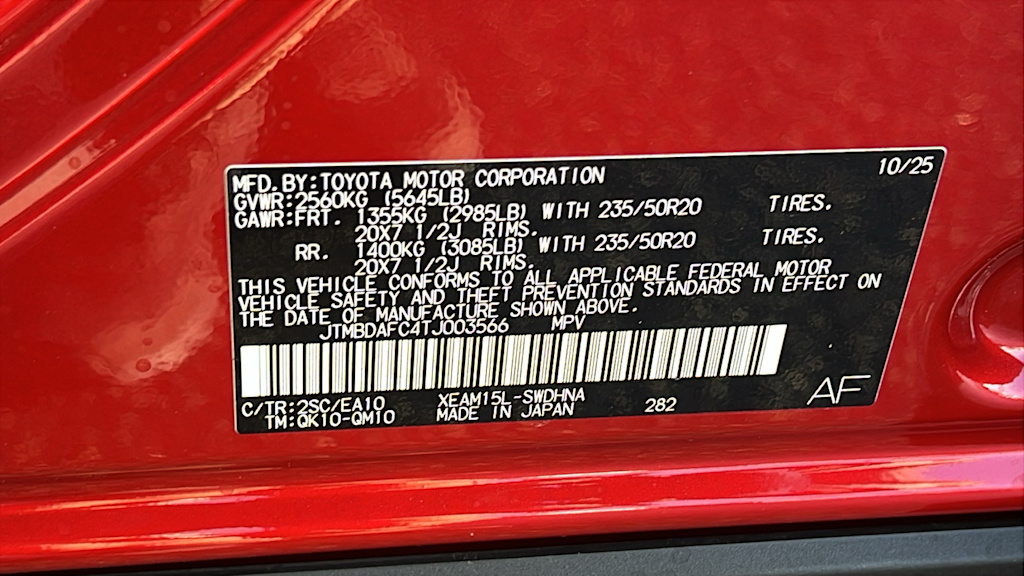 10/25
MFD.BY:TOYOTA MOTOR CORPORATION
GVWR:2560KG (5645LB)
GAWR:FRT. 1355KG (2985LB) WITH 235/50R20 TIRES.
20X7 1/2J RIMS.
RR. 1400KG (3085LB) WITH 235/50R20 TIRES.
20X7 1/2J RIMS.
THIS VEHICLE CONFORMS TO ALL APPLICABLE FEDERAL MOTOR
VEHICLE SAFETY AND THEFT PREVENTION STANDARDS IN EFFECT ON
THE DATE OF MANUFACTURE SHOWN ABOVE.
JTMBDAFC4TJ003566 MPV
C/TR:2SC/EA10 XEAM15L-SWDHNA
TM:QK10-QM10 MADE IN JAPAN 282
AF